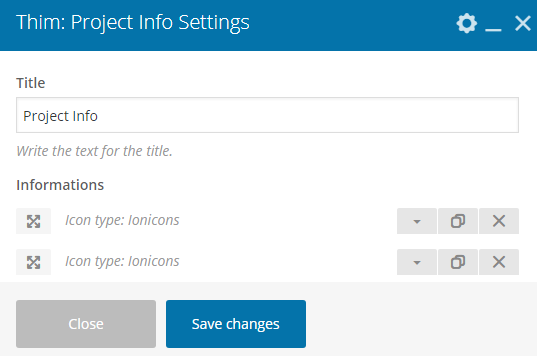 Thim: Project Info Settings
Title
Project Info
Write the text for the title.
Informations
Icon type: Ionicons
Icon type: Ionicons
Close
Save changes